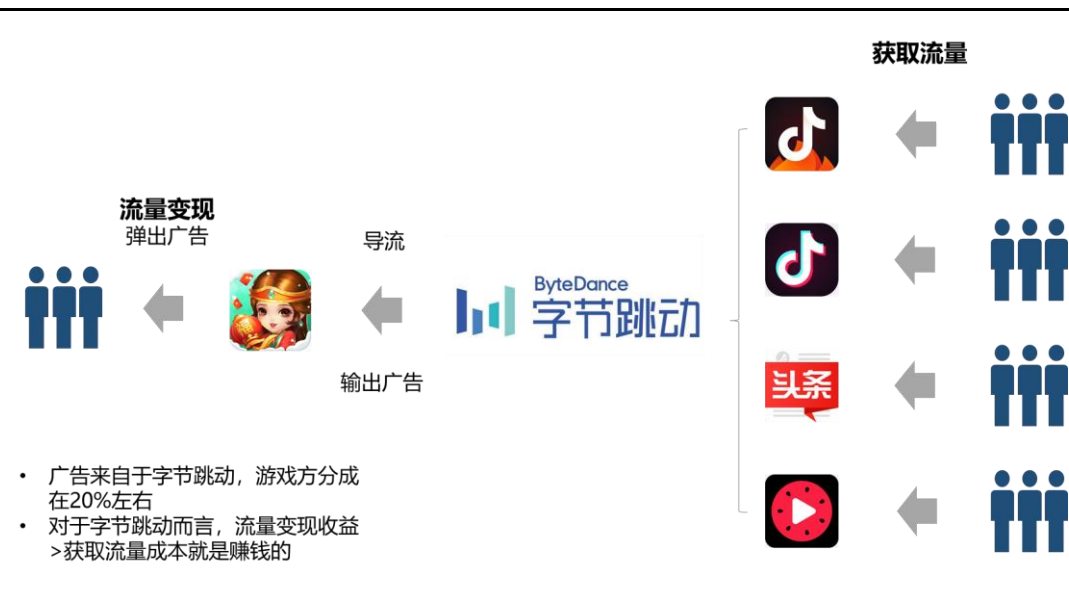 获取流量
流量变现
弹出广告
导流
ByteDance
字节跳动
头条
输出广告
• 广告来自于字节跳动，游戏方分成
在20%左右
• 对于字节跳动而言，流量变现收益
>获取流量成本就是赚钱的